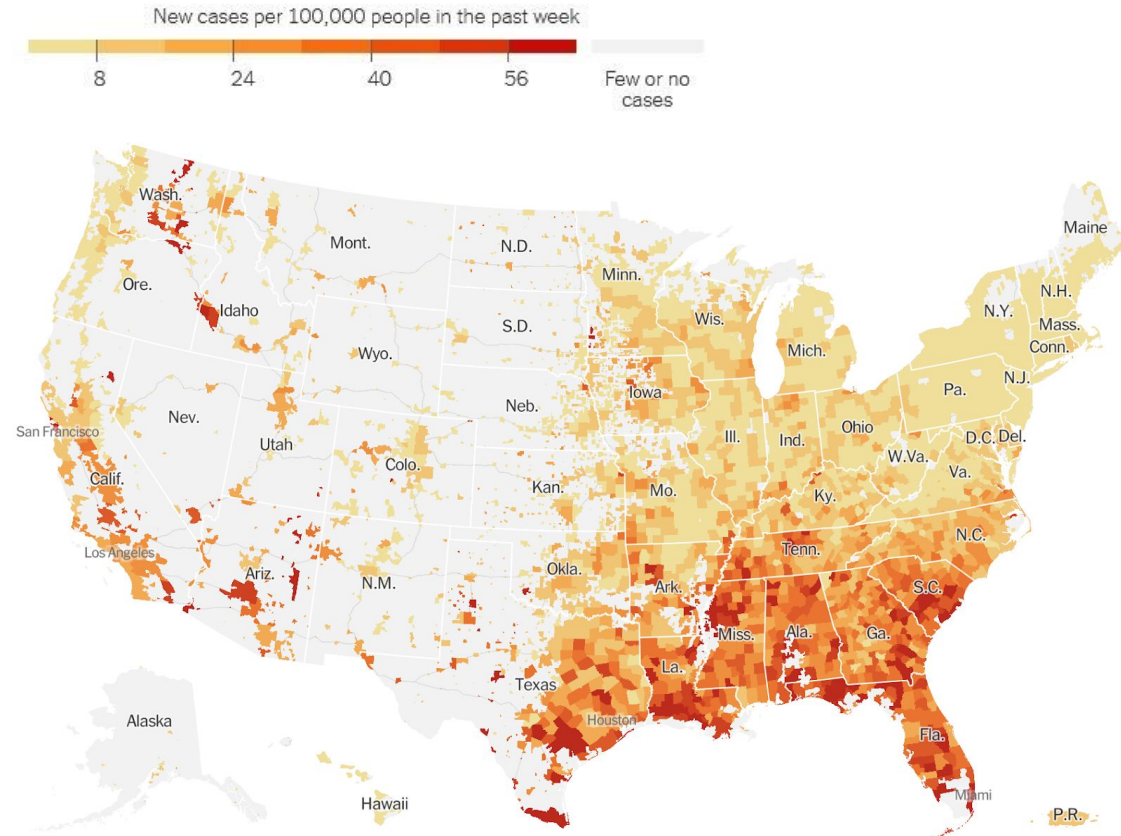 New cases per 100,000 people in the past week
8 24 40 56 Few or no
cases
Maine
Wash.
Mont.
N.D.
Minn.
Ore.
Idaho
N.H.
N.Y.
Wis.
S.D.
Mass.
Wyo.
Conn.
Mich.
N.J.
Pa.
Iowa
Neb.
Nev.
San Francisco
Ohio
Utah
Ill.
Ind.
D.C.
Del.
W.Va.
Colo.
Va.
Calif.
Kan.
Mo.
Ky.
N.C.
Los Angeles
Tenn.
Okla.
Ariz.
N.M.
Ark.
S.C.
Miss.
Ala.
Ga.
La.
Texas
Houston
Alaska
Fla.
Miami
Hawaii
P.R.